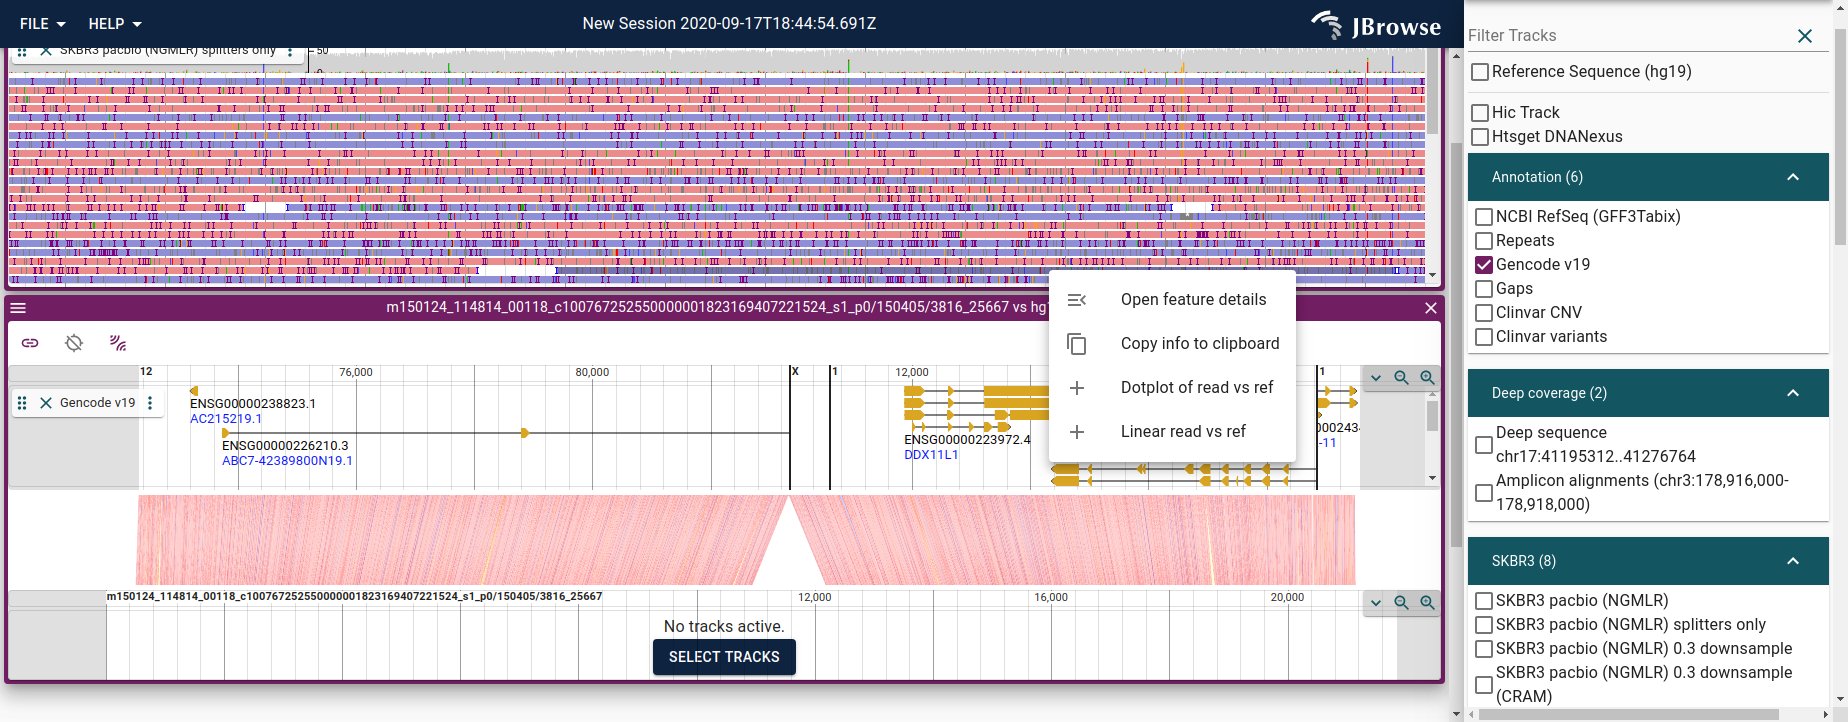 FILE HELP New Session 2020-09-17T18:44:54.691Z JBrowse
SKBR3 pacbio (NGMLR) splitters only
50
0
m150124_114814_00118_c100767252550000001823169407221524_s1_p0/150405/3816_25667 vs hg
Open feature details
Copy info to clipboard
Dotplot of read vs ref
Linear read vs ref
12 76,000 80,000 X 1 12,000 1
Gencode v19
ENSG00000238823.1
AC215219.1
ENSG00000226210.3
ABC7-42389800N19.1
ENSG00000223972.4
DDX11L1
-11
m150124_114814_00118_c100767252550000001823169407221524_s1_p0/150405/3816_25667 12,000 16,000 20,000
No tracks active.
SELECT TRACKS
Filter Tracks
Reference Sequence (hg19)
Hic Track
Htsget DNANexus
Annotation (6)
NCBI RefSeq (GFF3Tabix)
Repeats
Gencode v19
Gaps
Clinvar CNV
Clinvar variants
Deep coverage (2)
Deep sequence
chr17:41195312..41276764
Amplicon alignments (chr3:178,916,000-
178,918,000)
SKBR3 (8)
SKBR3 pacbio (NGMLR)
SKBR3 pacbio (NGMLR) splitters only
SKBR3 pacbio (NGMLR) 0.3 downsample
SKBR3 pacbio (NGMLR) 0.3 downsample
(CRAM)